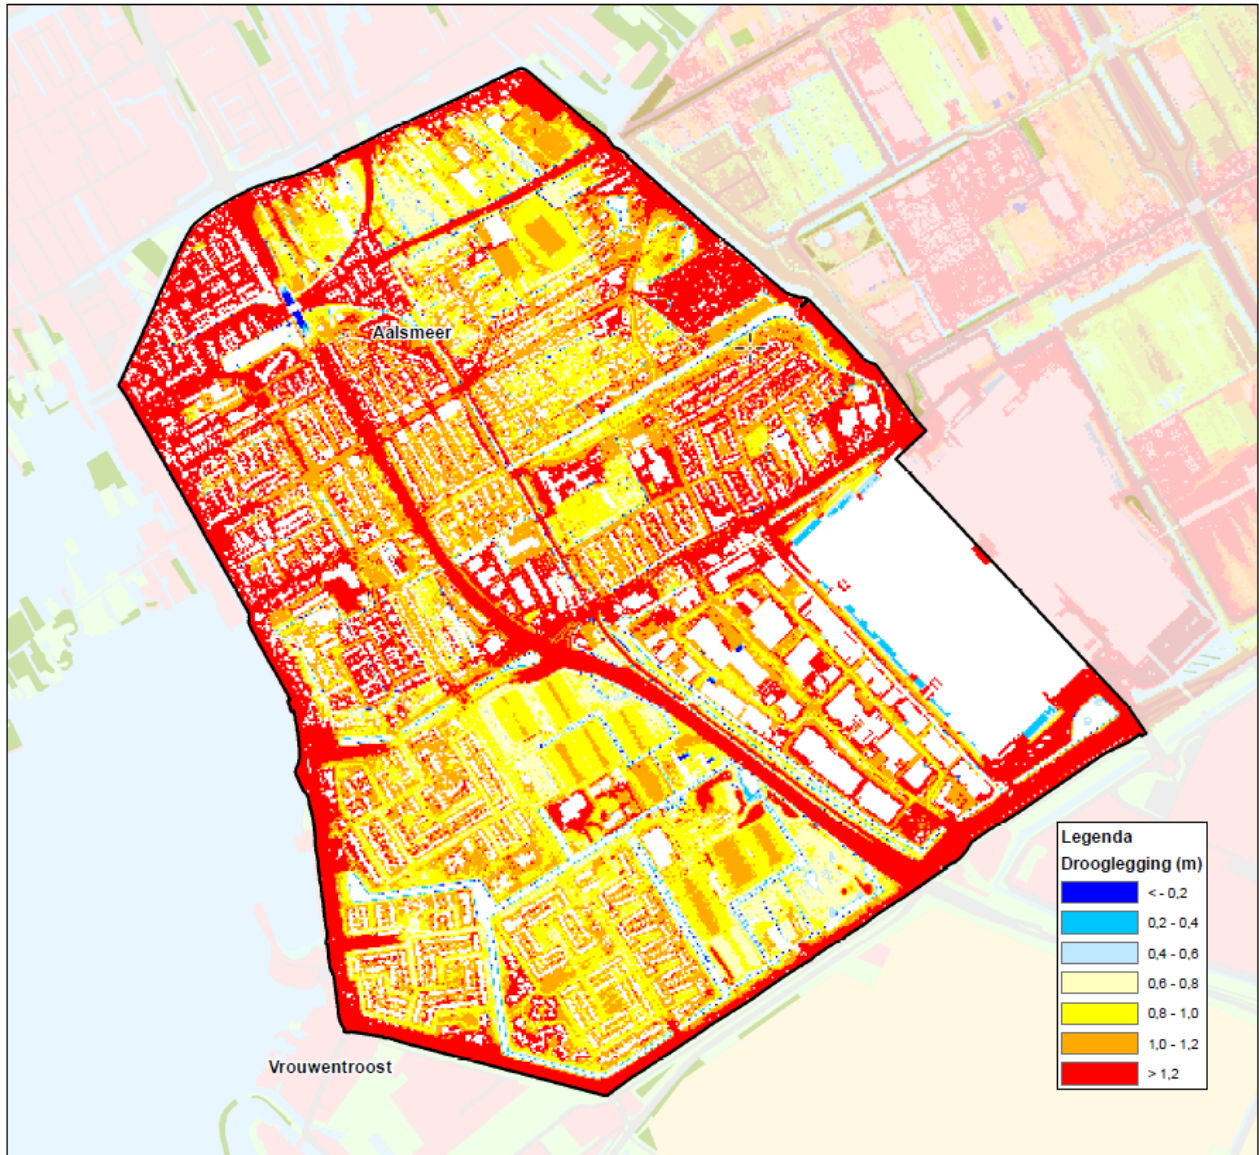 Aalsmeer
Vrouwentroost
Legenda
Drooglegging (m)
< - 0,2
0,2 - 0,4
0,4 - 0,6
0,6 - 0,8
0,8 - 1,0
1,0 - 1,2
> 1,2